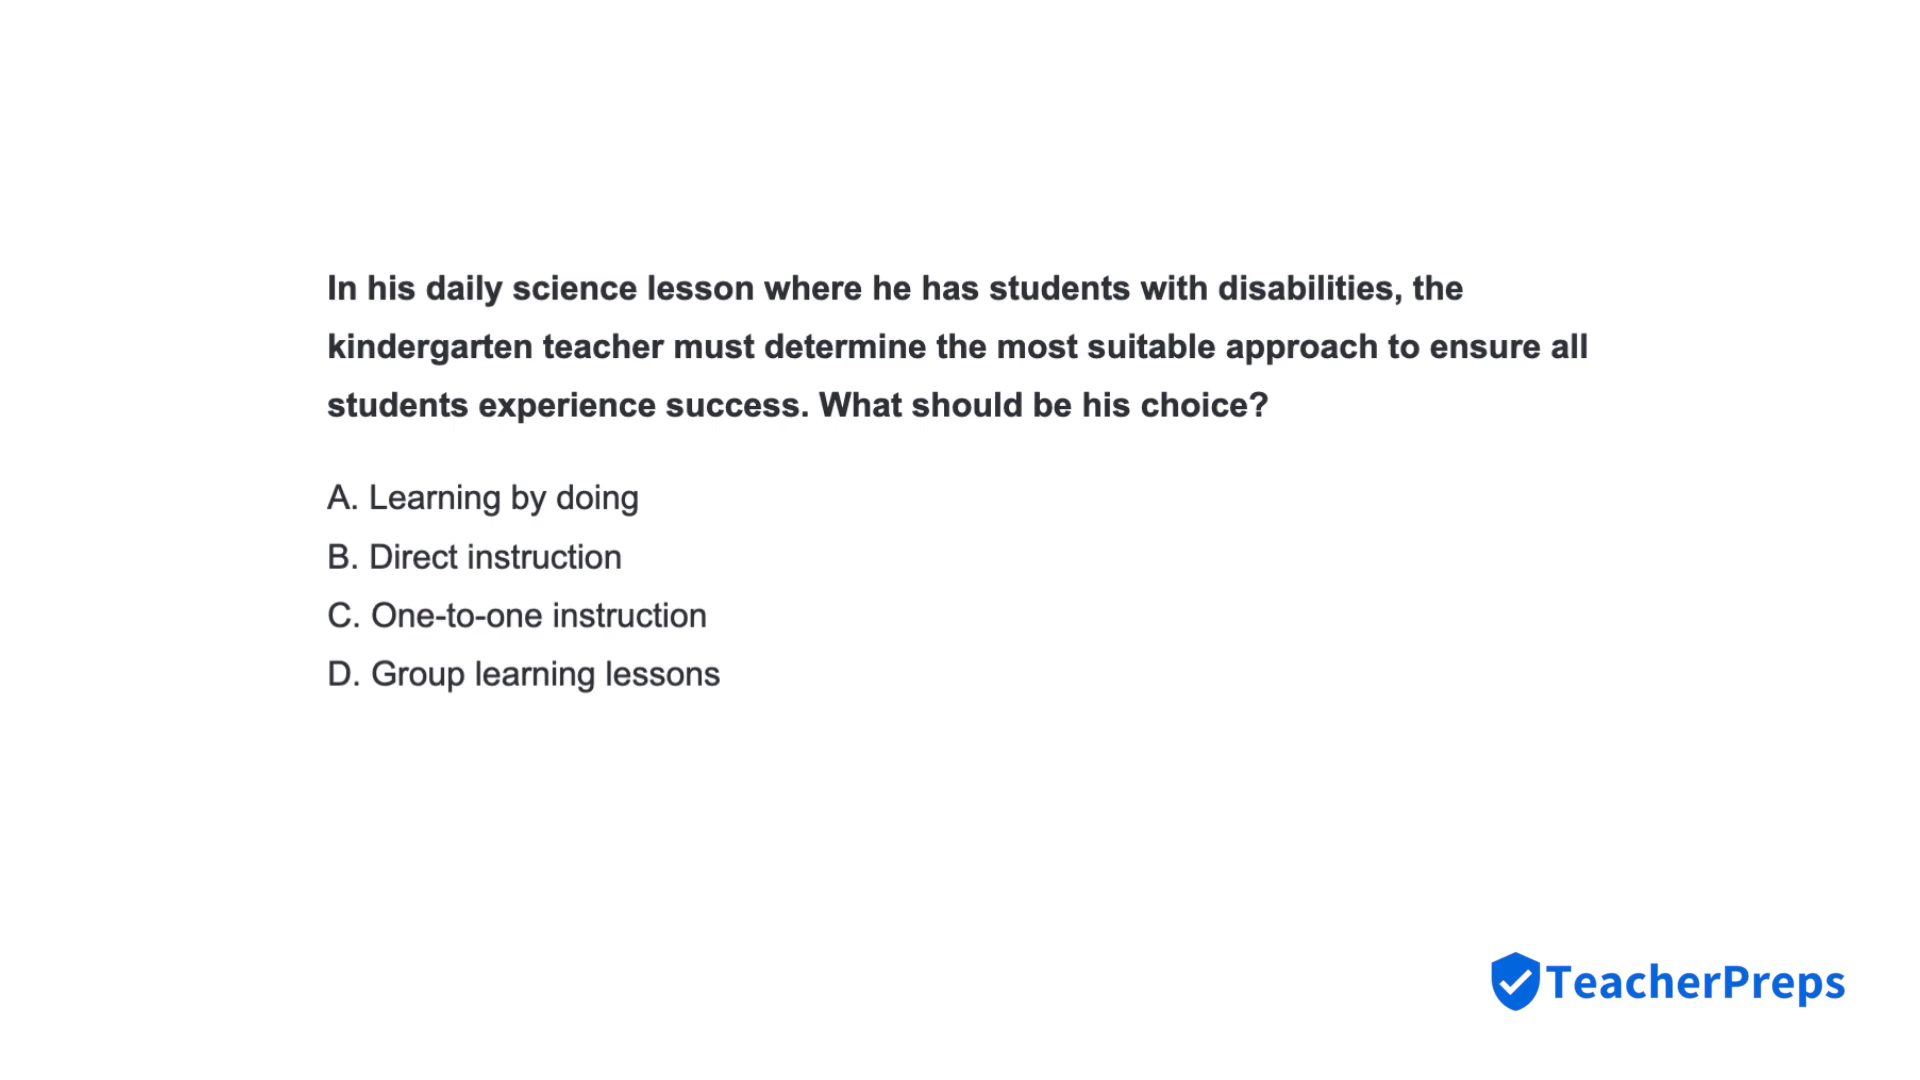 In his daily science lesson where he has students with disabilities, the
kindergarten teacher must determine the most suitable approach to ensure all
students experience success. What should be his choice?
A. Learning by doing
B. Direct instruction
C. One-to-one instruction
D. Group learning lessons
TeacherPreps